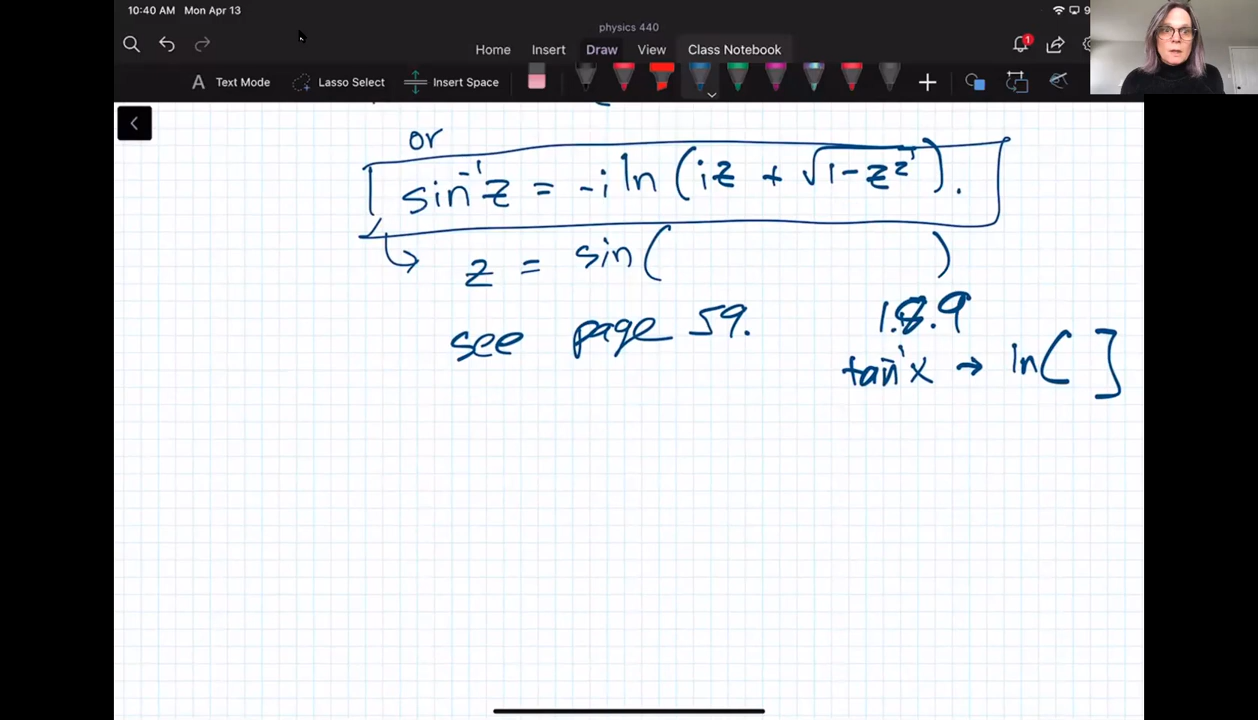 10:40 AM Mon Apr 13
physics 440
Home Insert Draw View Class Notebook
1
Text Mode Lasso Select Insert Space
or
sin⁻¹z = -i ln (iz + √1-z²).
z = sin( )
see page 59. 1.8.9
tan⁻¹x → ln( ]